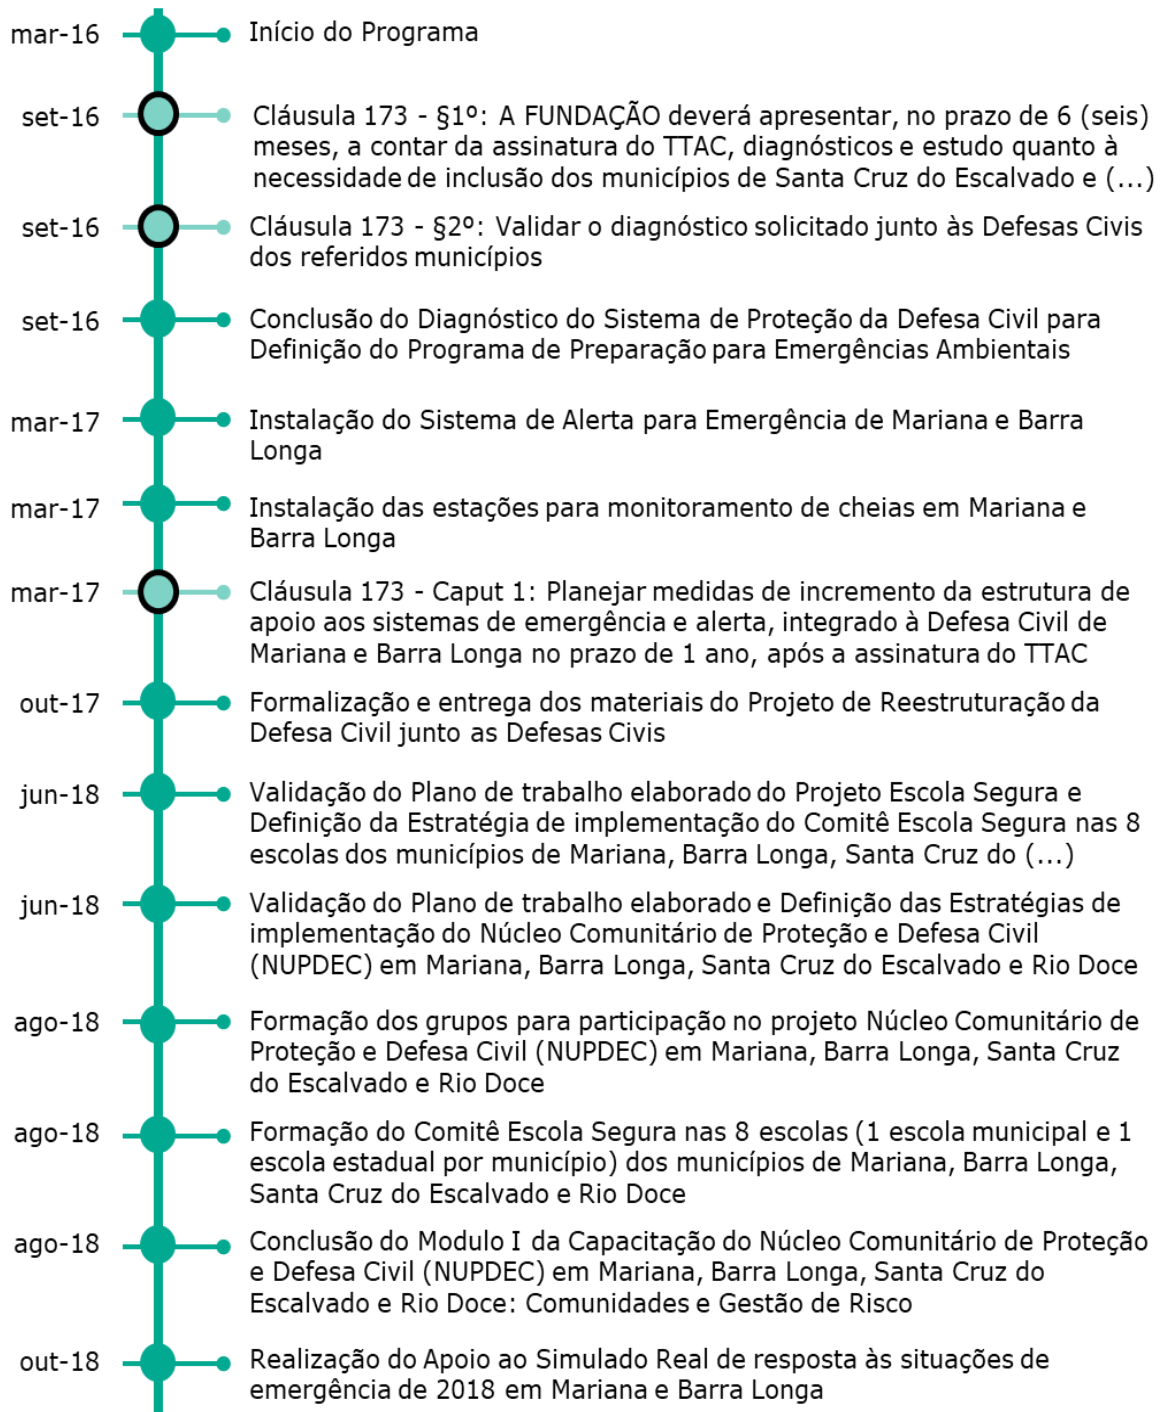 mar-16 Início do Programa
set-16 Cláusula 173 - §1º: A FUNDAÇÃO deverá apresentar, no prazo de 6 (seis)
meses, a contar da assinatura do TTAC, diagnósticos e estudo quanto à
necessidade de inclusão dos municípios de Santa Cruz do Escalvado e (...)
set-16 Cláusula 173 - §2º: Validar o diagnóstico solicitado junto às Defesas Civis
dos referidos municípios
set-16 Conclusão do Diagnóstico do Sistema de Proteção da Defesa Civil para
Definição do Programa de Preparação para Emergências Ambientais
mar-17 Instalação do Sistema de Alerta para Emergência de Mariana e Barra
Longa
mar-17 Instalação das estações para monitoramento de cheias em Mariana e
Barra Longa
mar-17 Cláusula 173 - Caput 1: Planejar medidas de incremento da estrutura de
apoio aos sistemas de emergência e alerta, integrado à Defesa Civil de
Mariana e Barra Longa no prazo de 1 ano, após a assinatura do TTAC
out-17 Formalização e entrega dos materiais do Projeto de Reestruturação da
Defesa Civil junto as Defesas Civis
jun-18 Validação do Plano de trabalho elaborado do Projeto Escola Segura e
Definição da Estratégia de implementação do Comitê Escola Segura nas 8
escolas dos municípios de Mariana, Barra Longa, Santa Cruz do (...)
jun-18 Validação do Plano de trabalho elaborado e Definição das Estratégias de
implementação do Núcleo Comunitário de Proteção e Defesa Civil
(NUPDEC) em Mariana, Barra Longa, Santa Cruz do Escalvado e Rio Doce
ago-18 Formação dos grupos para participação no projeto Núcleo Comunitário de
Proteção e Defesa Civil (NUPDEC) em Mariana, Barra Longa, Santa Cruz
do Escalvado e Rio Doce
ago-18 Formação do Comitê Escola Segura nas 8 escolas (1 escola municipal e 1
escola estadual por município) dos municípios de Mariana, Barra Longa,
Santa Cruz do Escalvado e Rio Doce
ago-18 Conclusão do Modulo I da Capacitação do Núcleo Comunitário de Proteção
e Defesa Civil (NUPDEC) em Mariana, Barra Longa, Santa Cruz do
Escalvado e Rio Doce: Comunidades e Gestão de Risco
out-18 Realização do Apoio ao Simulado Real de resposta às situações de
emergência de 2018 em Mariana e Barra Longa